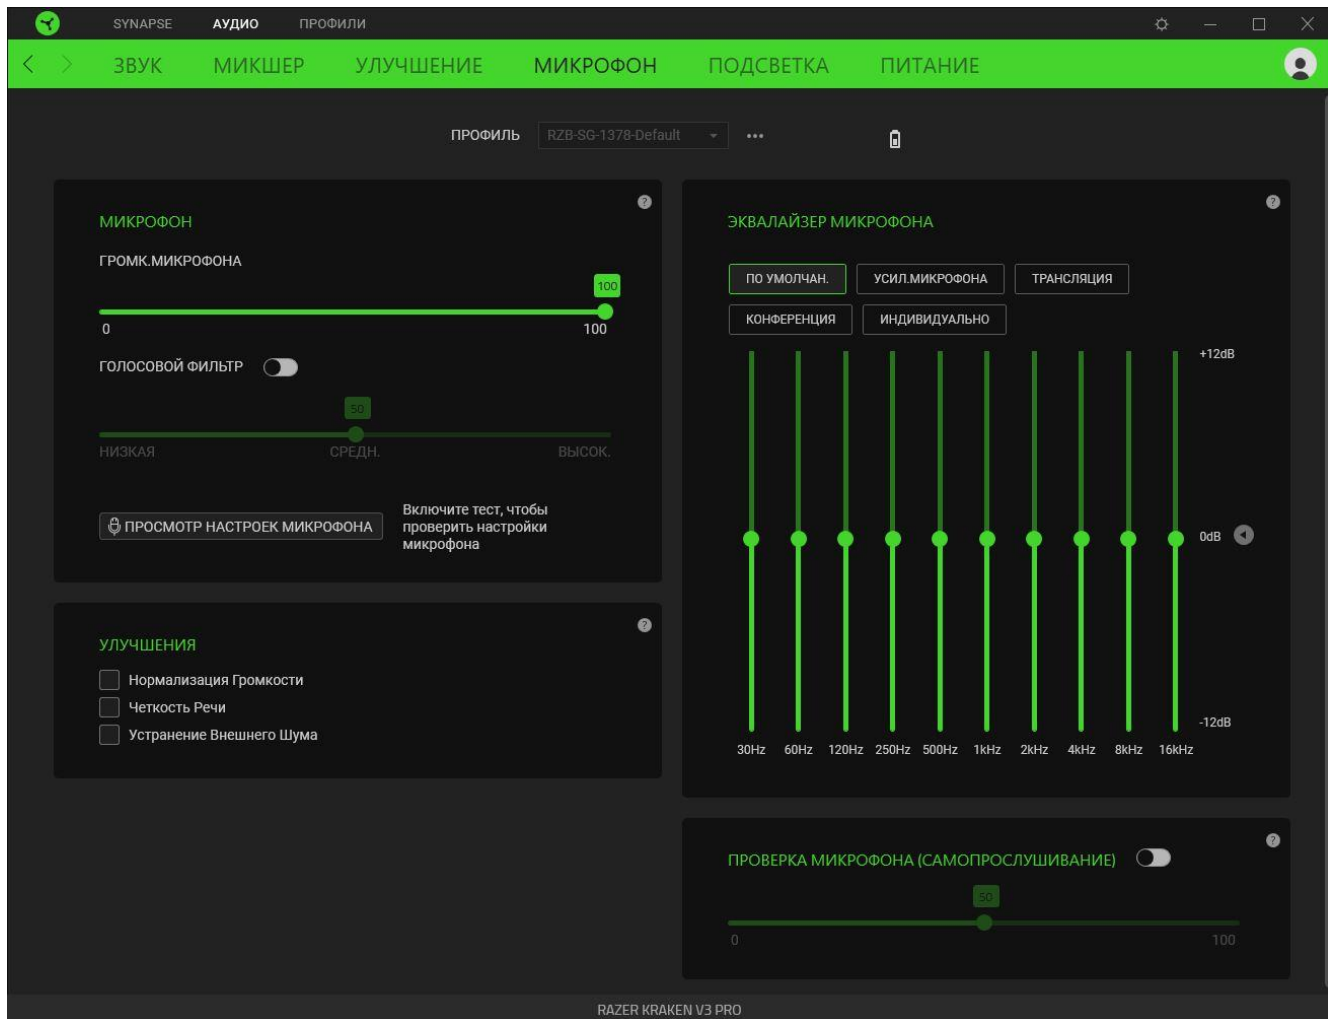 SYNAPSE АУДИО ПРОФИЛИ
ЗВУК МИКШЕР УЛУЧШЕНИЕ МИКРОФОН ПОДСВЕТКА ПИТАНИЕ
ПРОФИЛЬ RZB-SG-1378-Default
МИКРОФОН
ГРОМК.МИКРОФОНА
100
0 100
ГОЛОСОВОЙ ФИЛЬТР
50
НИЗКАЯ СРЕДН. ВЫСОК.
ПРОСМОТР НАСТРОЕК МИКРОФОНА
Включите тест, чтобы
проверить настройки
микрофона
УЛУЧШЕНИЯ
Нормализация Громкости
Четкость Речи
Устранение Внешнего Шума
ЭКВАЛАЙЗЕР МИКРОФОНА
ПО УМОЛЧАН. УСИЛ.МИКРОФОНА ТРАНСЛЯЦИЯ
КОНФЕРЕНЦИЯ ИНДИВИДУАЛЬНО
+12dB
0dB
-12dB
30Hz 60Hz 120Hz 250Hz 500Hz 1kHz 2kHz 4kHz 8kHz 16kHz
ПРОВЕРКА МИКРОФОНА (САМОПРОСЛУШИВАНИЕ)
50
0 100
RAZER KRAKEN V3 PRO